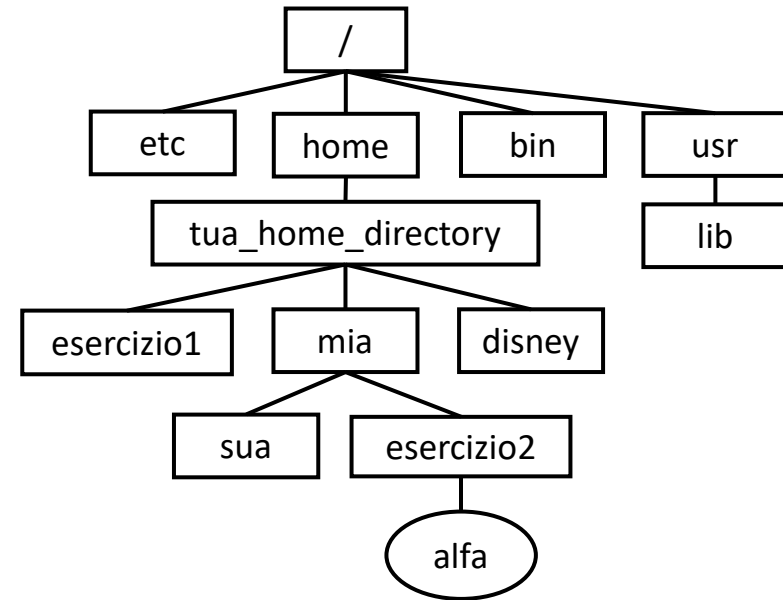 /
etc home bin usr
tua_home_directory lib
esercizio1 mia disney
sua esercizio2
alfa